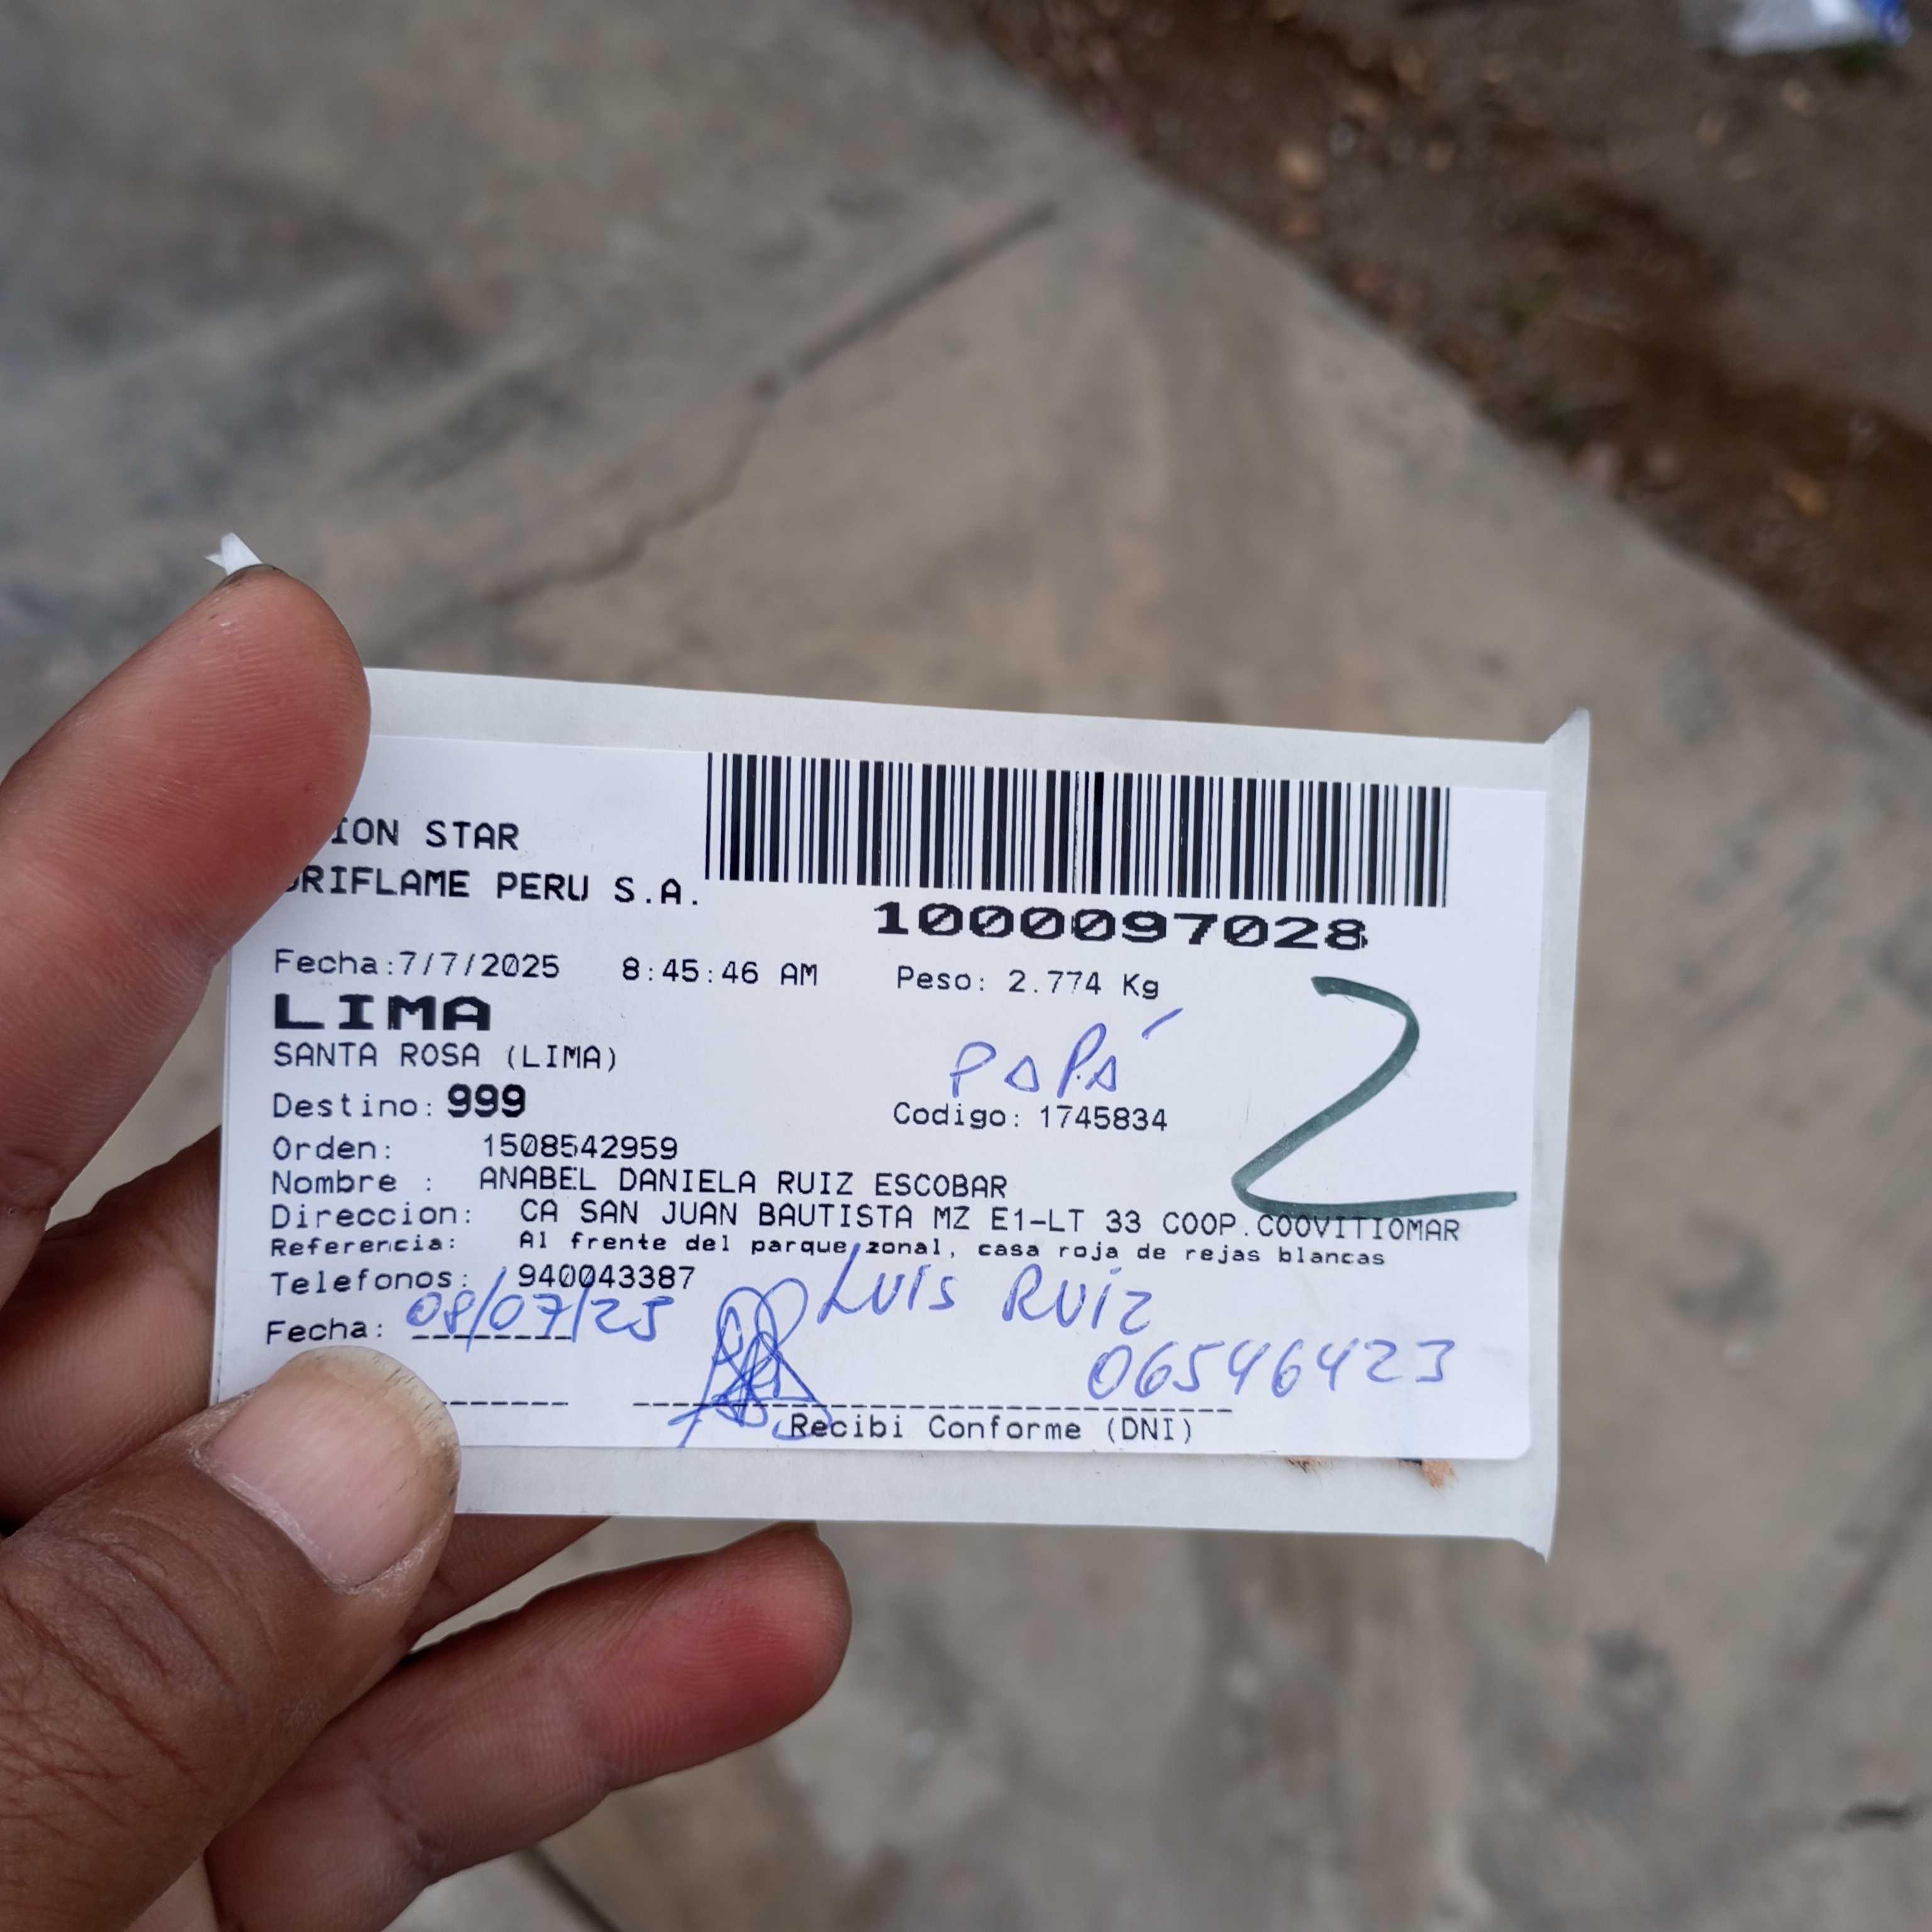 ION STAR
ORIFLAME PERU S.A.
1000097028
Fecha:7/7/2025 8:45:46 AM Peso: 2.774 Kg
LIMA
SANTA ROSA (LIMA)
PAPÁ
2
Destino: 999 Codigo: 1745834
Orden: 1508542959
Nombre : ANABEL DANIELA RUIZ ESCOBAR
Direccion: CA SAN JUAN BAUTISTA MZ E1-LT 33 COOP.COOVITIOMAR
Referencia: Al frente del parque zonal, casa roja de rejas blancas
Telefonos: 940043387
Fecha: 08/07/25 LUIS RUIZ
06546423
Recibi Conforme (DNI)